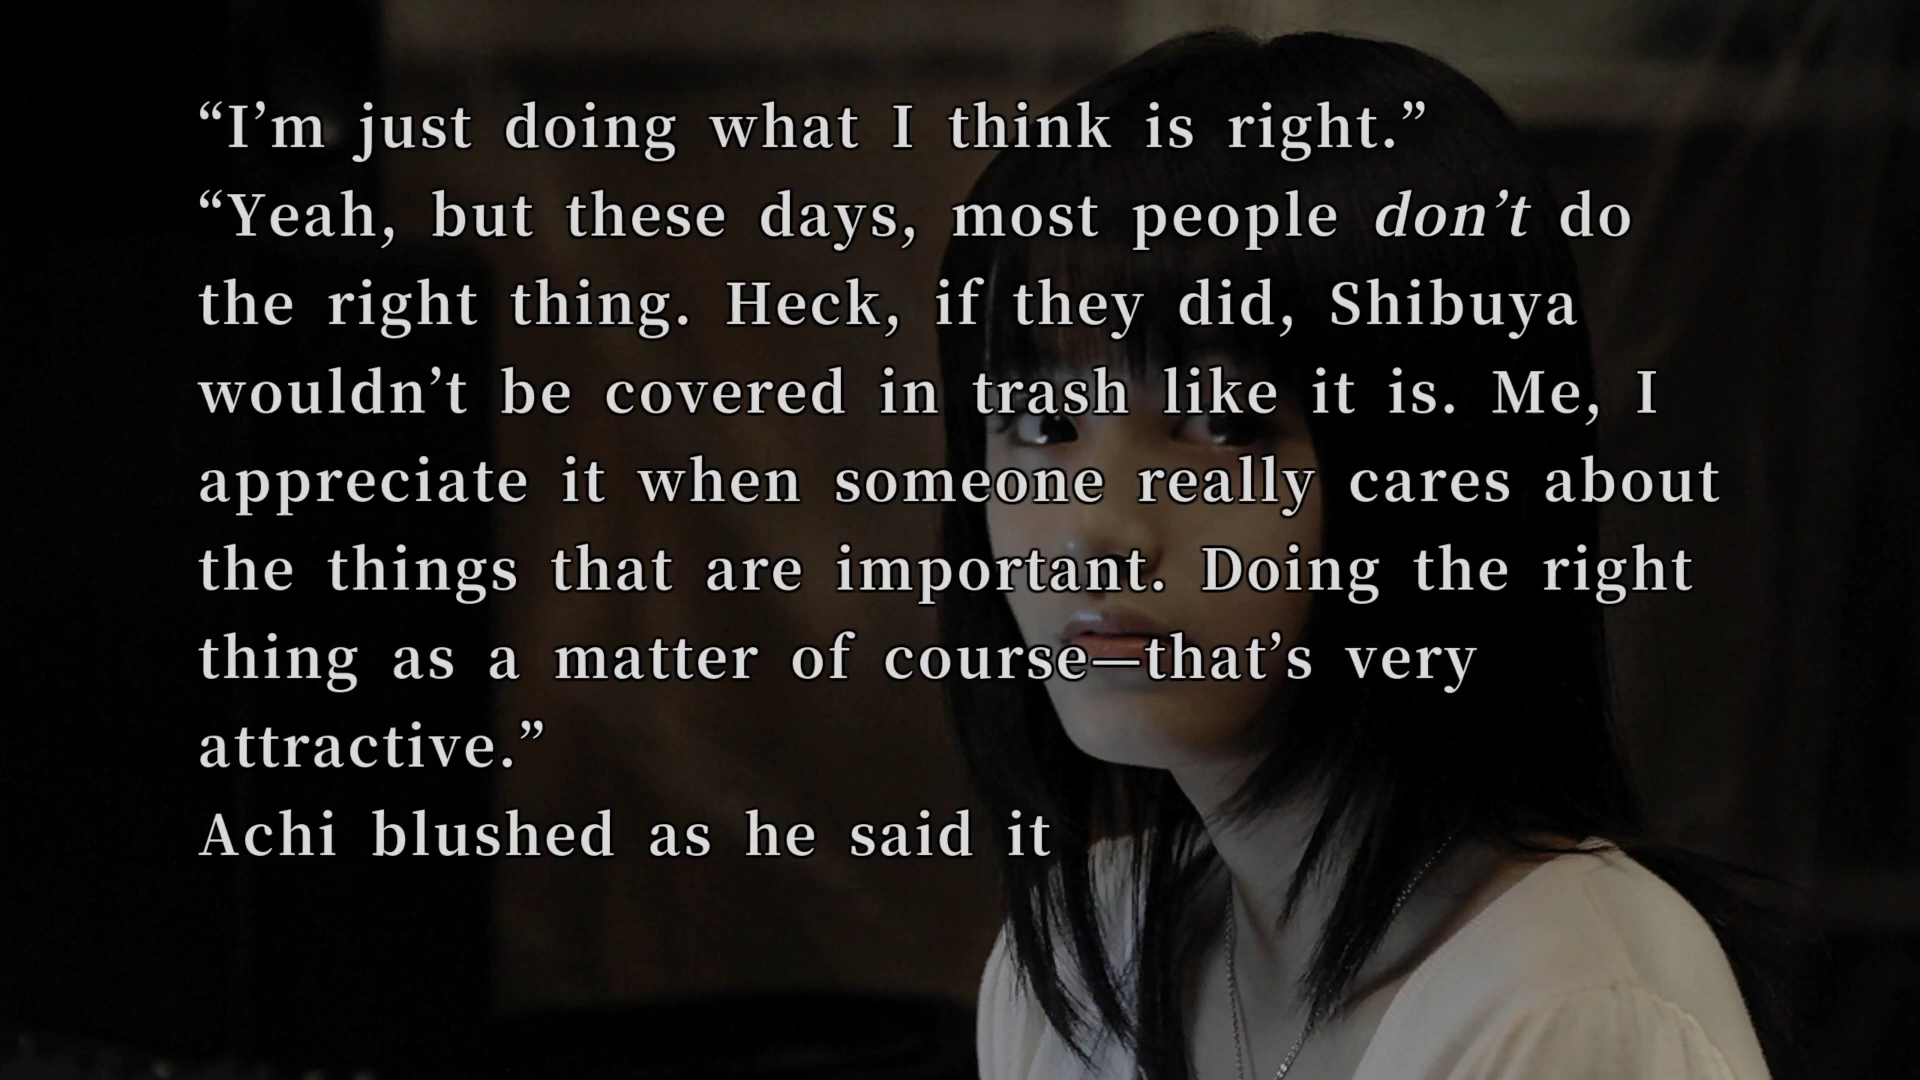 “I’m just doing what I think is right.”
“Yeah, but these days, most people don’t do
the right thing. Heck, if they did, Shibuya
wouldn’t be covered in trash like it is. Me, I
appreciate it when someone really cares about
the things that are important. Doing the right
thing as a matter of course—that’s very
attractive.”
Achi blushed as he said it